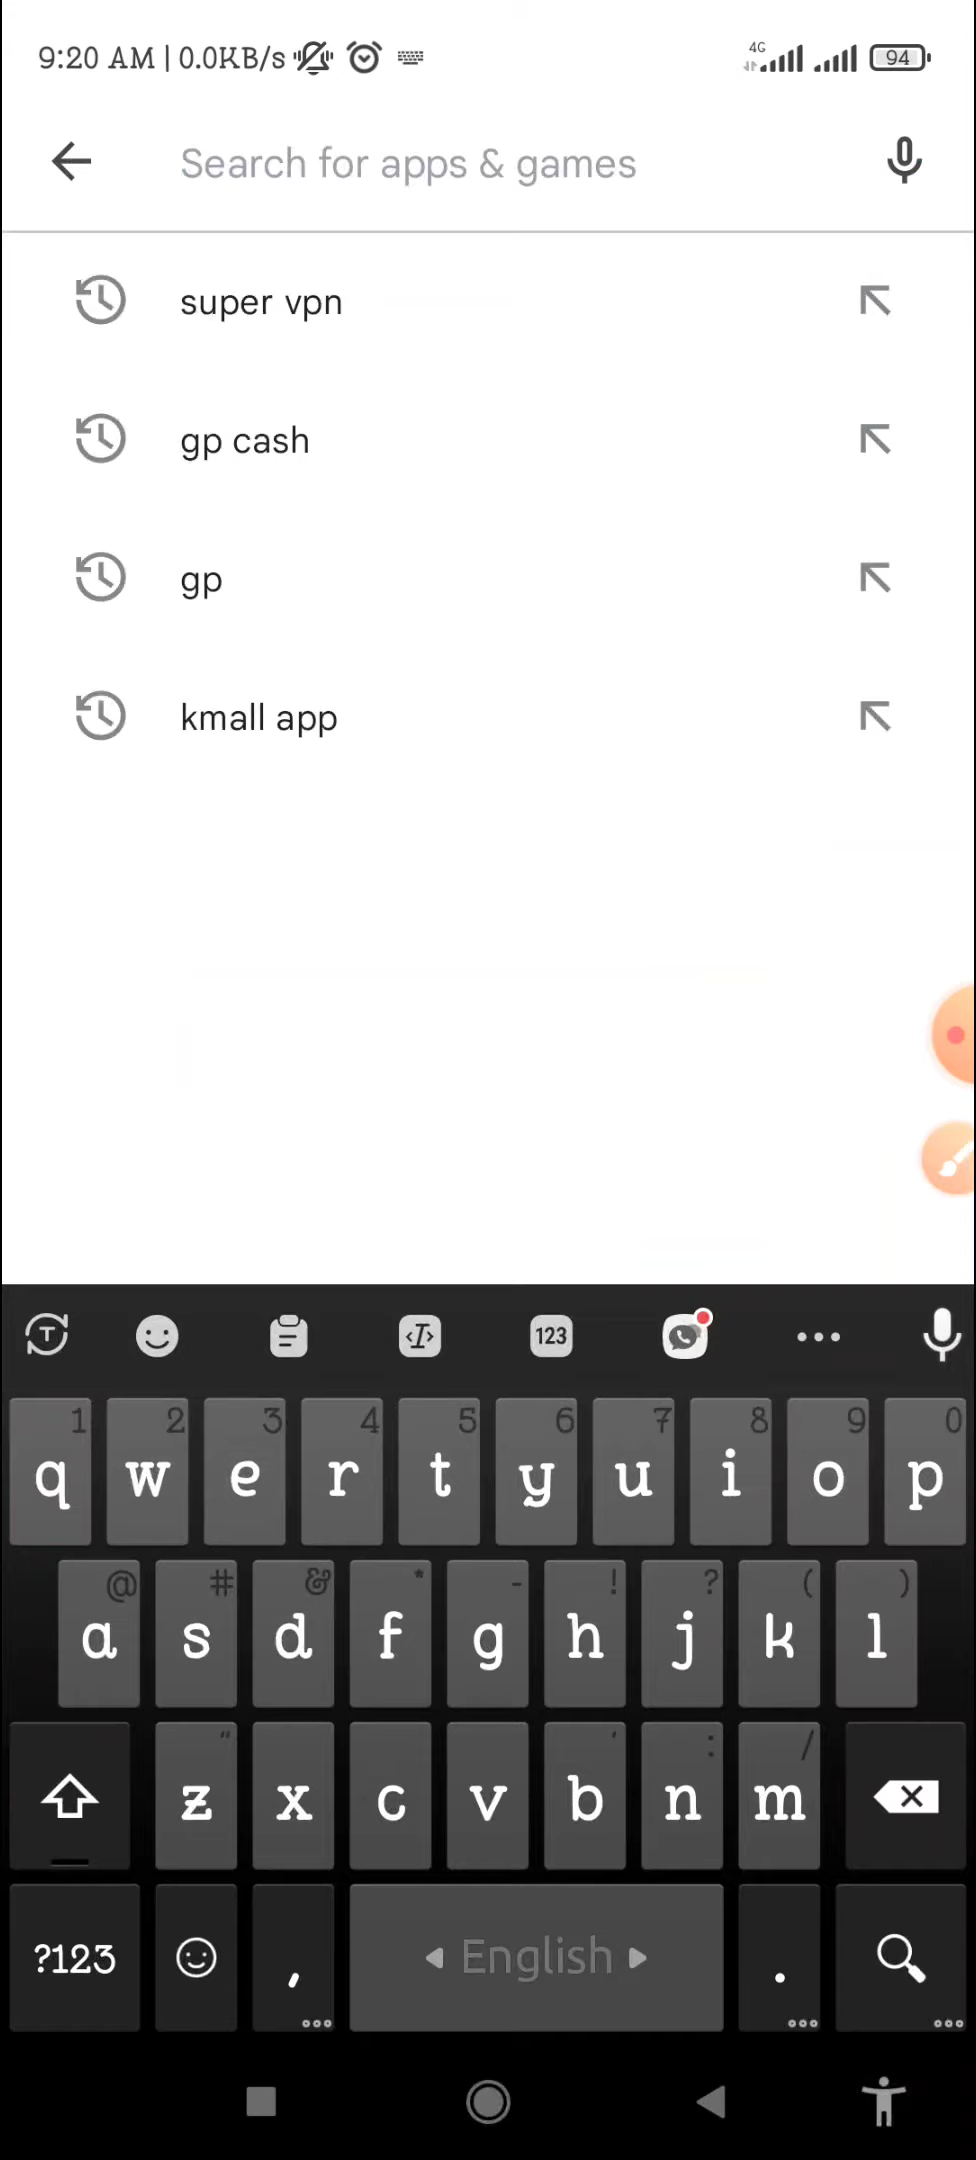 9:20 AM | 0.0KB/s 4G 94
Search for apps & games
super vpn
gp cash
gp
kmall app
T I 123
1 2 3 4 5 6 7 8 9 0
q w e r t y u i o p
@ # & * - ! ? ( )
a s d f g h j k l
" ' : /
z x c v b n m
?123 , English .